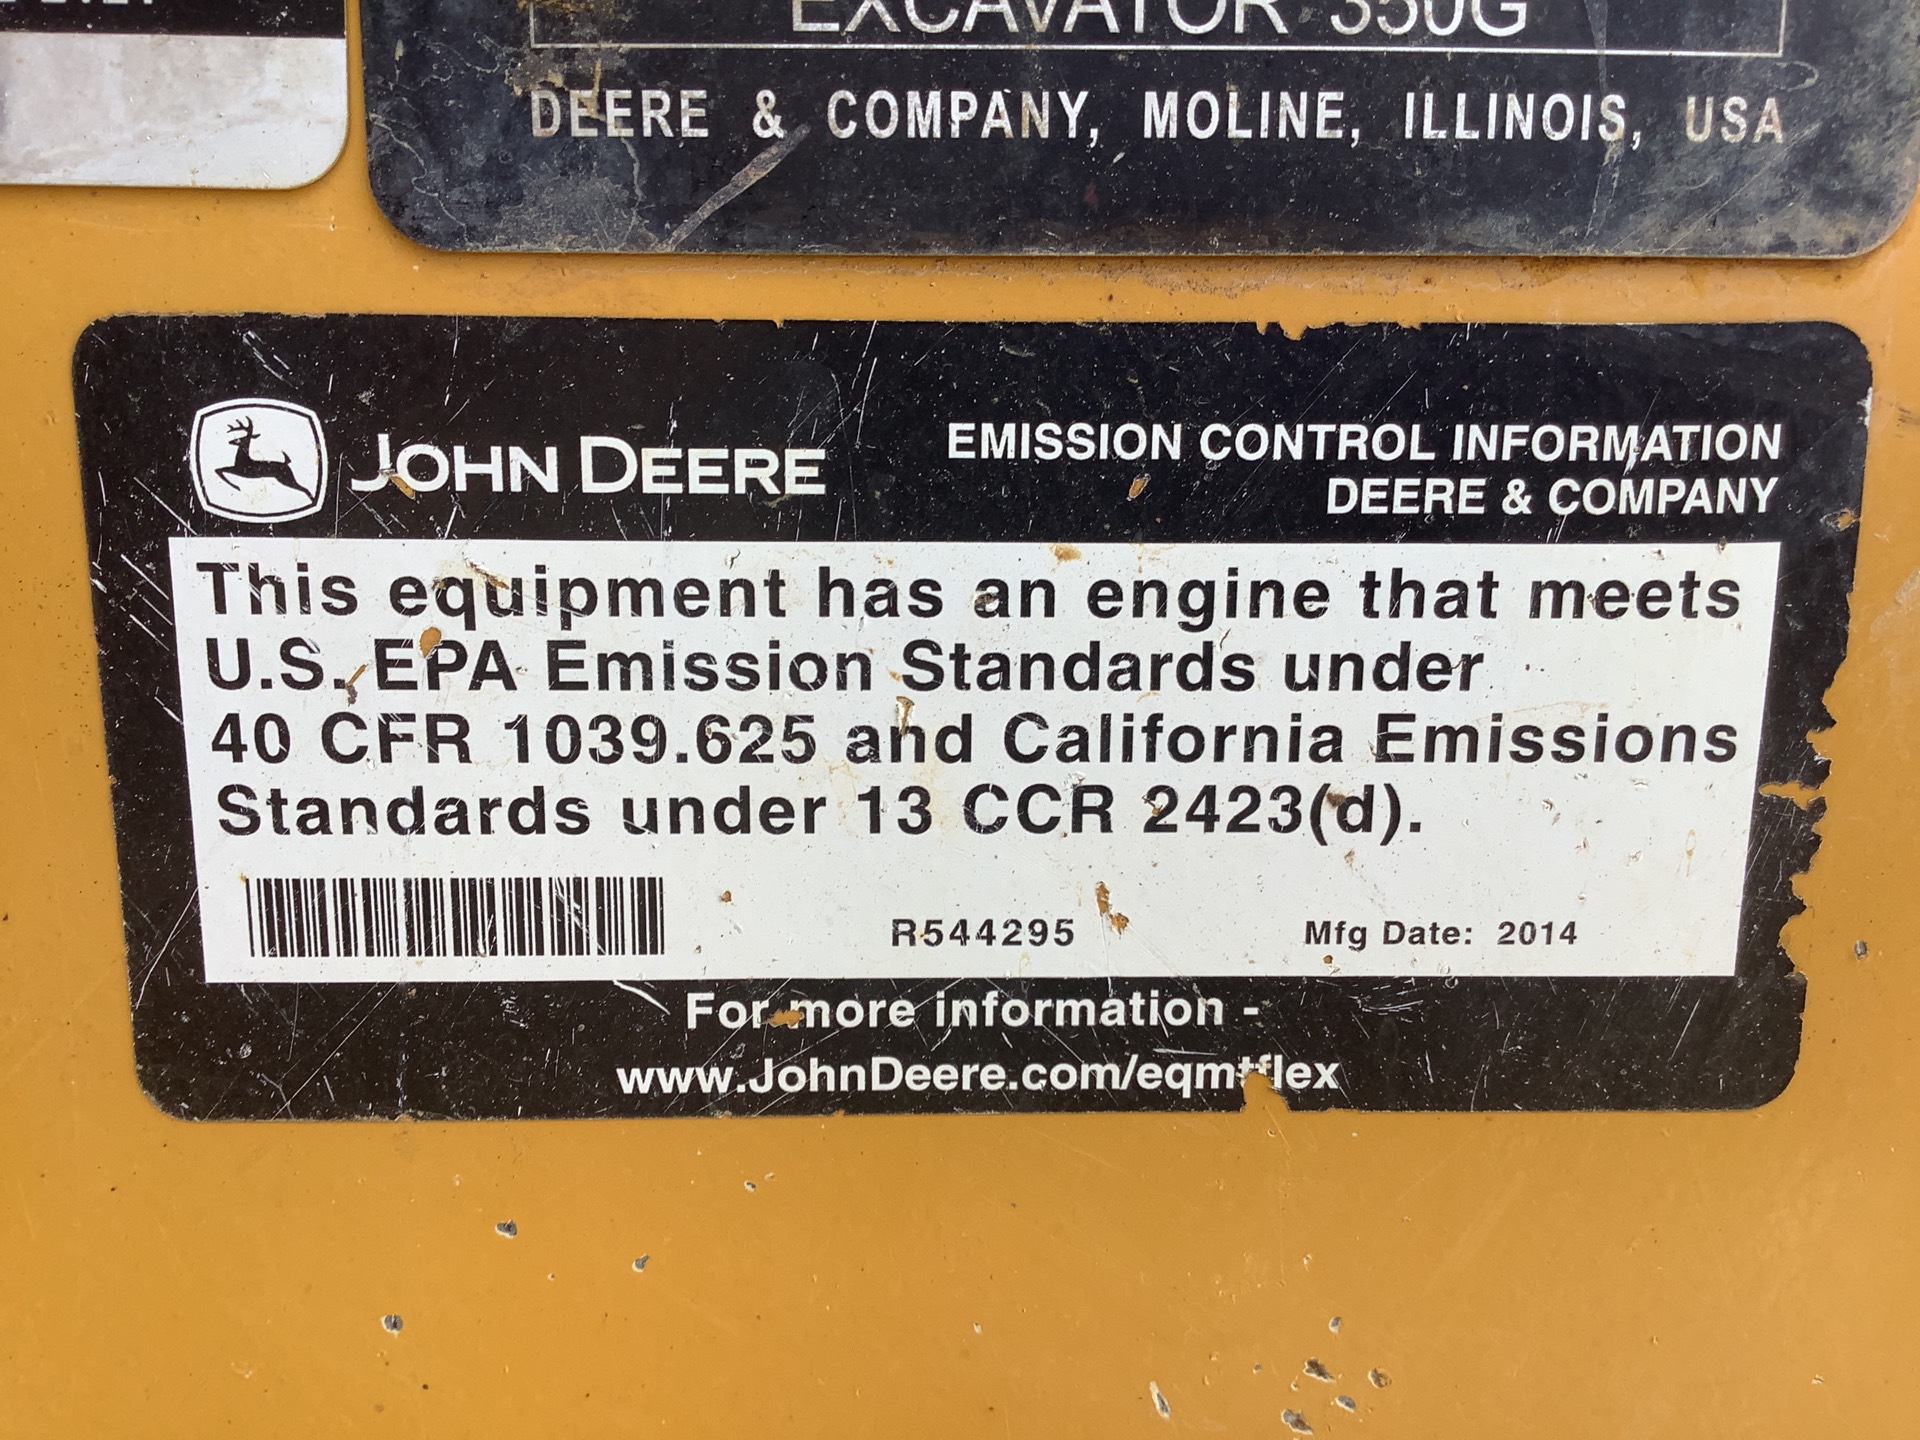 EXCAVATOR 350G
DEERE & COMPANY, MOLINE, ILLINOIS, USA
JOHN DEERE
EMISSION CONTROL INFORMATION
DEERE & COMPANY
This equipment has an engine that meets
U.S. EPA Emission Standards under
40 CFR 1039.625 and California Emissions
Standards under 13 CCR 2423(d).
R544295 Mfg Date: 2014
For more information -
www.JohnDeere.com/eqmtflex